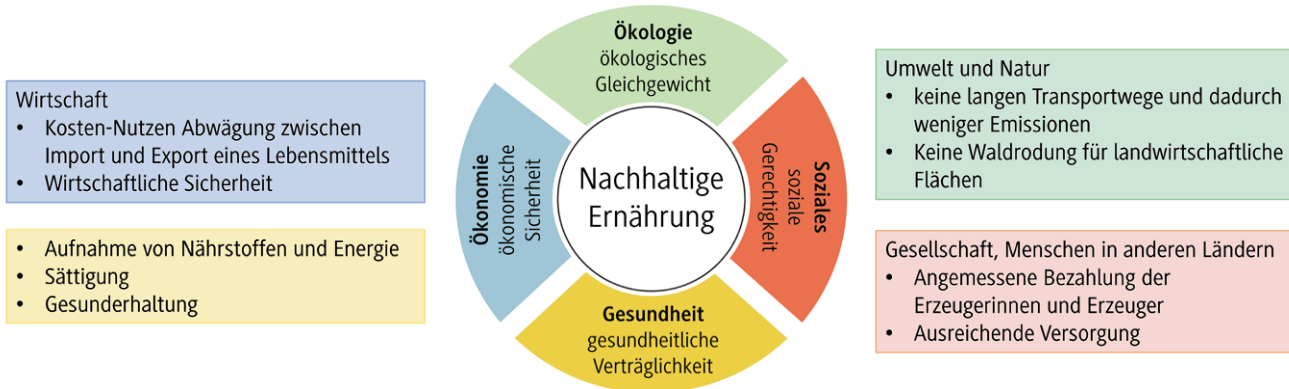 Wirtschaft
• Kosten-Nutzen Abwägung zwischen
Import und Export eines Lebensmittels
• Wirtschaftliche Sicherheit
• Aufnahme von Nährstoffen und Energie
• Sättigung
• Gesunderhaltung
Ökologie
ökologisches
Gleichgewicht
Ökonomie
ökonomische
Sicherheit
Nachhaltige
Ernährung
Soziales
soziale
Gerechtigkeit
Gesundheit
gesundheitliche
Verträglichkeit
Umwelt und Natur
• keine langen Transportwege und dadurch
weniger Emissionen
• Keine Waldrodung für landwirtschaftliche
Flächen
Gesellschaft, Menschen in anderen Ländern
• Angemessene Bezahlung der
Erzeugerinnen und Erzeuger
• Ausreichende Versorgung